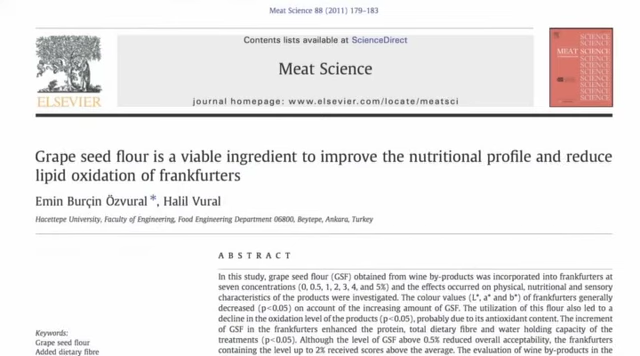 Meat Science 88 (2011) 179–183
Contents lists available at ScienceDirect
Meat Science
journal homepage: www.elsevier.com/locate/meatsci
ELSEVIER
MEAT SCIENCE
Grape seed flour is a viable ingredient to improve the nutritional profile and reduce
lipid oxidation of frankfurters
Emin Burçin Özvural *, Halil Vural
Hacettepe University, Faculty of Engineering, Food Engineering Department 06800, Beytepe, Ankara, Turkey
ABSTRACT
In this study, grape seed flour (GSF) obtained from wine by-products was incorporated into frankfurters at
seven concentrations (0, 0.5, 1, 2, 3, 4, and 5%) and the effects occurred on physical, nutritional and sensory
characteristics of the products were investigated. The colour values (L*, a* and b*) of frankfurters generally
decreased (p<0.05) on account of the increasing amount of GSF. The utilization of this flour also led to a
decline in the oxidation level of the products (p<0.05), probably due to its antioxidant content. The increment
of GSF in the frankfurters enhanced the protein, total dietary fibre and water holding capacity of the
treatments (p<0.05). Although the level of GSF above 0.5% reduced overall acceptability, the frankfurters
containing the level up to 2% received scores above the average. The evaluation of wine by-products in the
Keywords:
Grape seed flour
Added dietary fibre